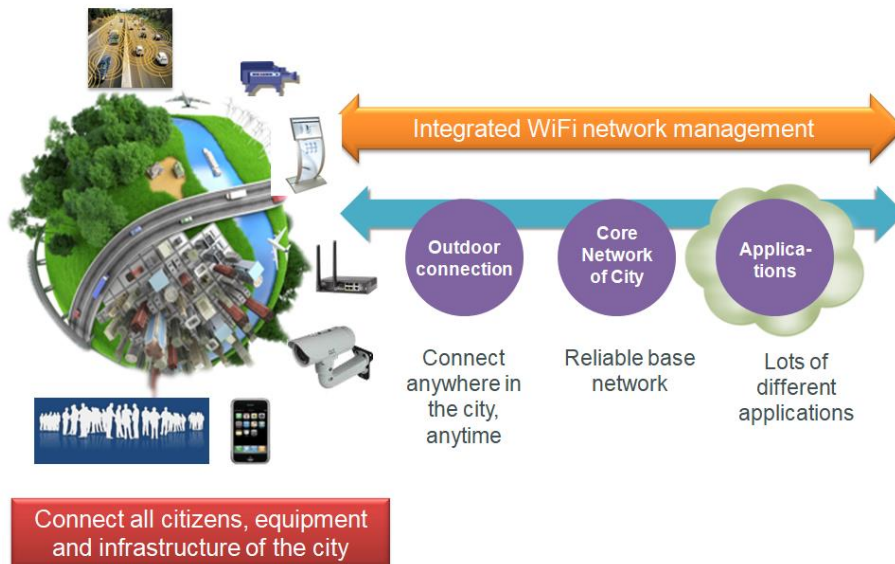 Integrated WiFi network management
Outdoor
connection
Core
Network
of City
Applica-
tions
Connect
anywhere in
the city,
anytime
Reliable base
network
Lots of
different
applications
Connect all citizens, equipment
and infrastructure of the city